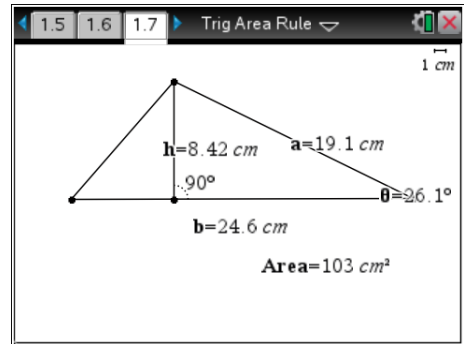 1.5 1.6 1.7 Trig Area Rule
1 cm
h=8.42 cm a=19.1 cm
90°
θ=26.1°
b=24.6 cm
Area=103 cm²